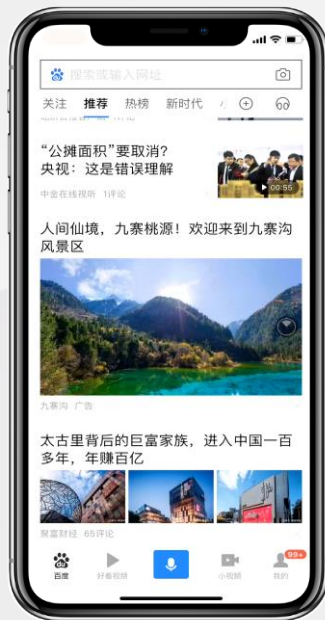 搜索或输入网址
关注 推荐 热榜 新时代
“公摊面积”要取消?
央视：这是错误理解
中金在线视听 1评论
00:55
人间仙境，九寨桃源！欢迎来到九寨沟
风景区
九寨沟 广告
太古里背后的巨富家族，进入中国一百
多年，年赚百亿
聚富财经 65评论
99+
百度 好看视频 小视频 我的